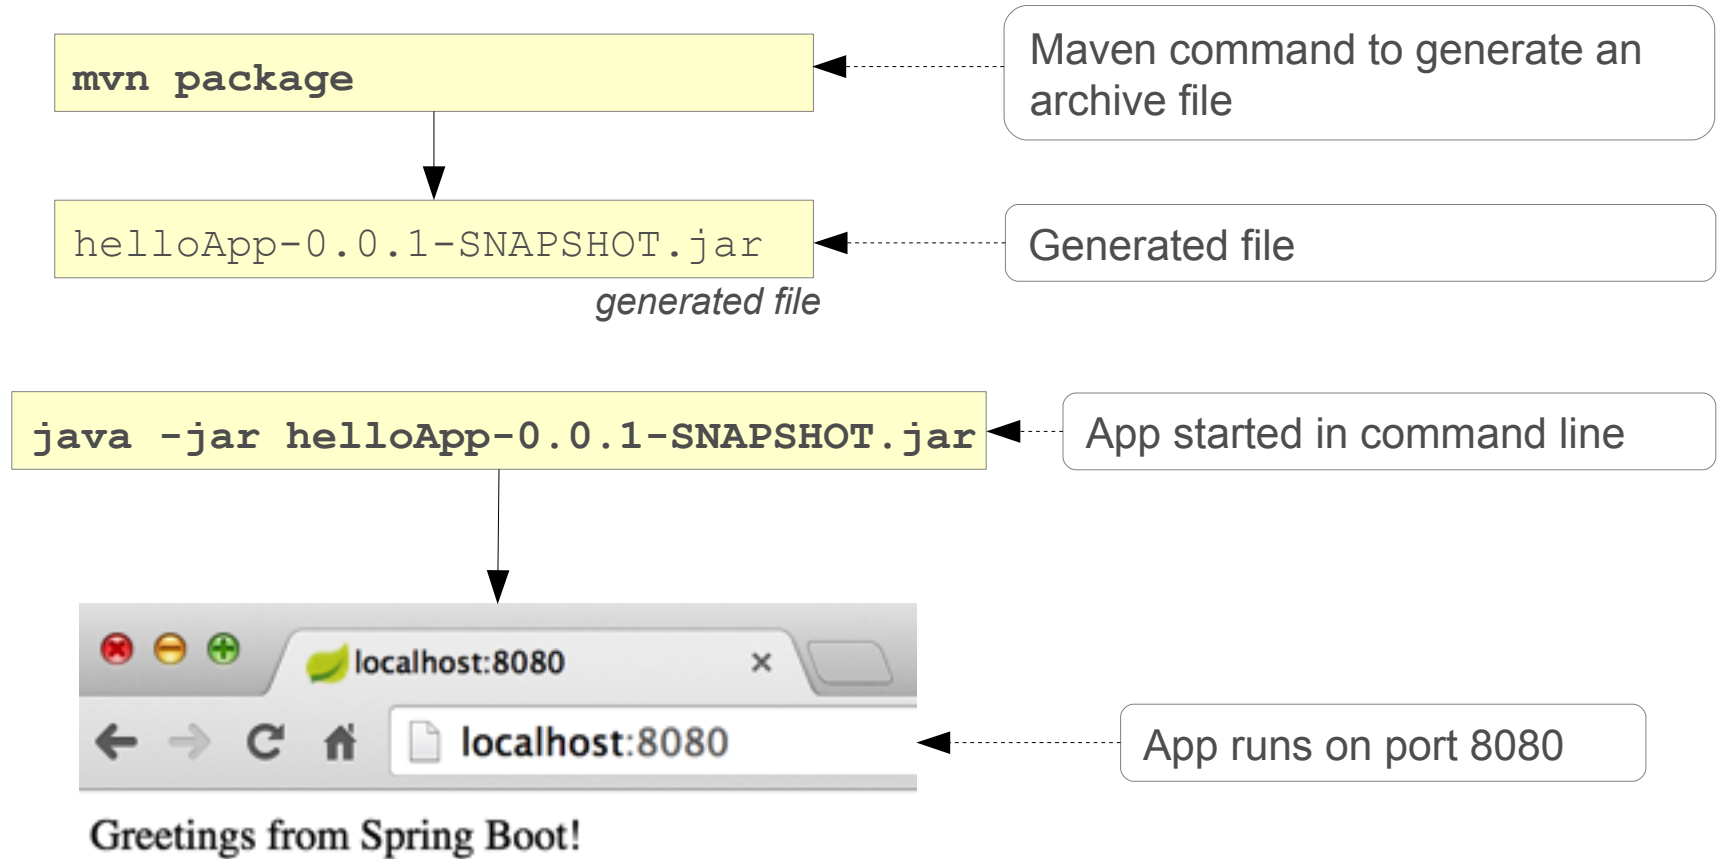 mvn package
Maven command to generate an
archive file
helloApp-0.0.1-SNAPSHOT.jar
Generated file
generated file
java -jar helloApp-0.0.1-SNAPSHOT.jar
App started in command line
localhost:8080
localhost:8080
App runs on port 8080
Greetings from Spring Boot!